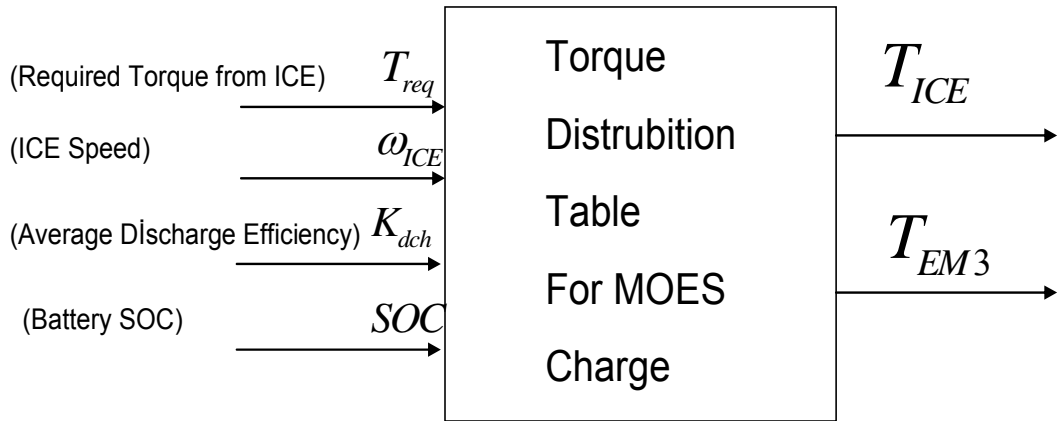 (Required Torque from ICE) T_req
(ICE Speed) ω_ICE
(Average Dİscharge Efficiency) K_dch
(Battery SOC) SOC
Torque
Distrubition
Table
For MOES
Charge
T_ICE
T_EM3